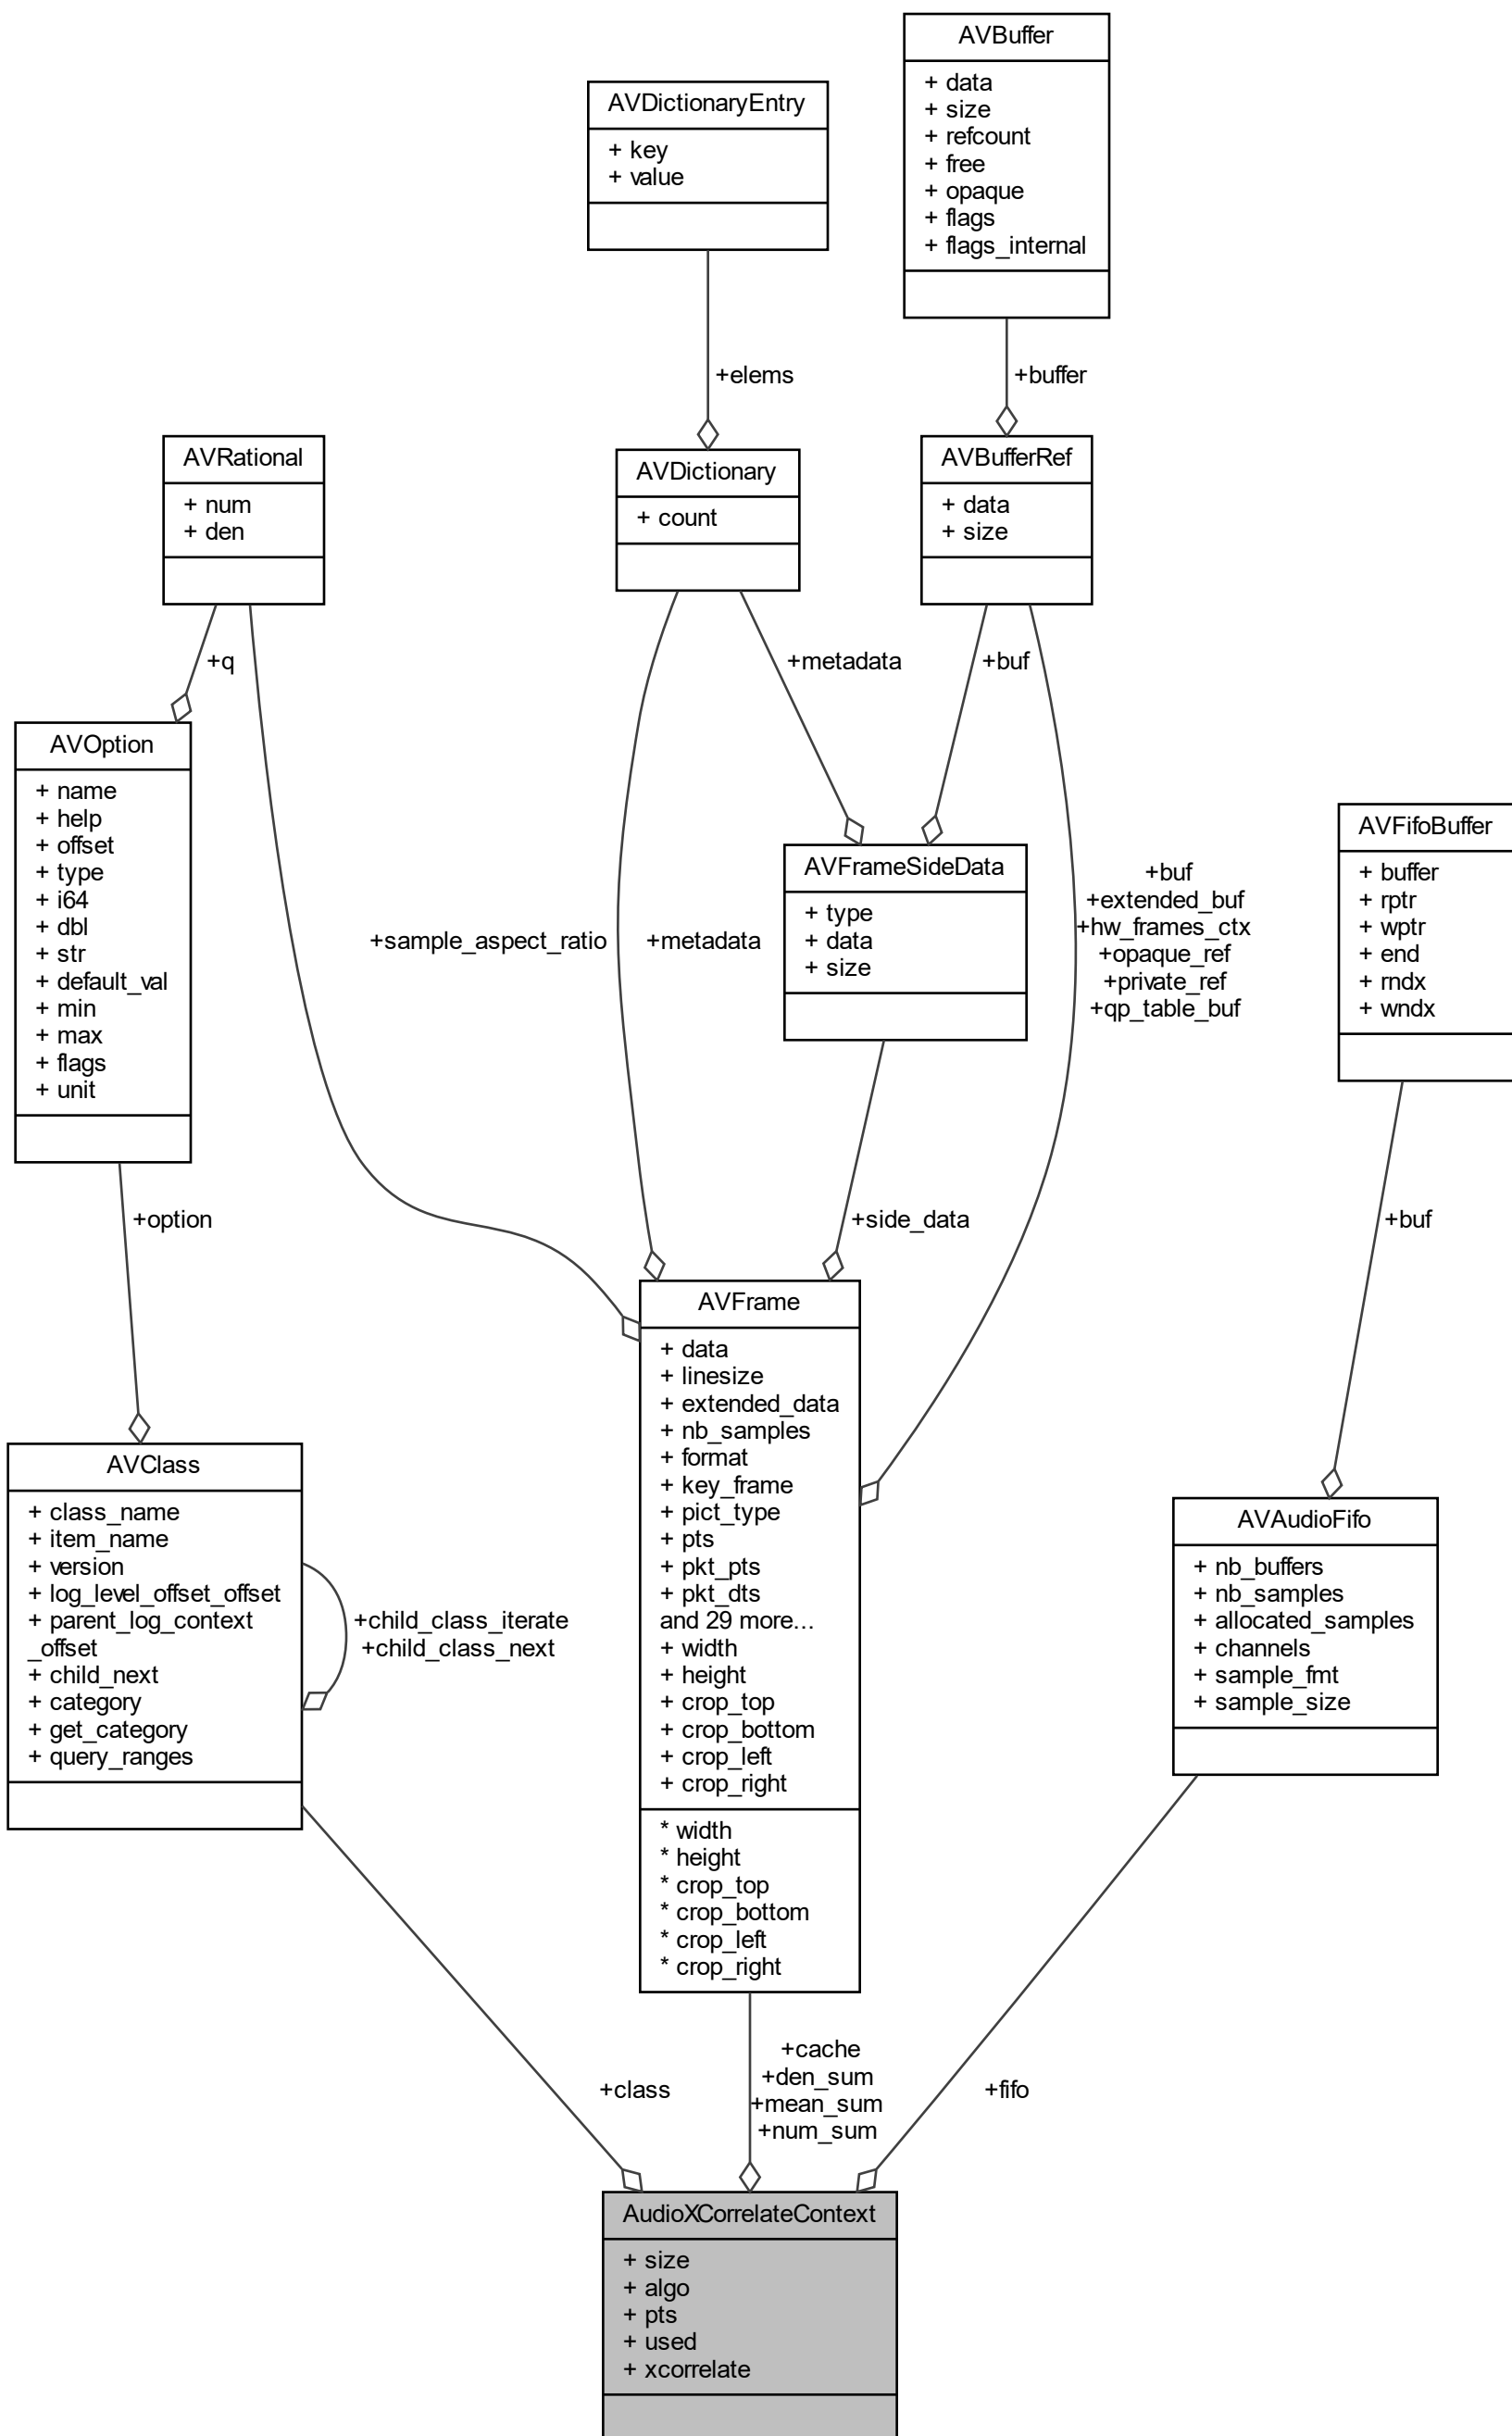 AVBuffer
+ data
+ size
+ refcount
+ free
+ opaque
+ flags
+ flags_internal
AVDictionaryEntry
+ key
+ value
+elems
+buffer
AVRational
+ num
+ den
AVDictionary
+ count
AVBufferRef
+ data
+ size
+q
+metadata
+buf
AVOption
+ name
+ help
+ offset
+ type
+ i64
+ dbl
+ str
+ default_val
+ min
+ max
+ flags
+ unit
+sample_aspect_ratio
+metadata
AVFrameSideData
+ type
+ data
+ size
+buf
+extended_buf
+hw_frames_ctx
+opaque_ref
+private_ref
+qp_table_buf
AVFifoBuffer
+ buffer
+ rptr
+ wptr
+ end
+ rndx
+ wndx
+option
+side_data
+buf
AVClass
+ class_name
+ item_name
+ version
+ log_level_offset_offset
+ parent_log_context
_offset
+ child_next
+ category
+ get_category
+ query_ranges
+child_class_iterate
+child_class_next
AVFrame
+ data
+ linesize
+ extended_data
+ nb_samples
+ format
+ key_frame
+ pict_type
+ pts
+ pkt_pts
+ pkt_dts
and 29 more...
+ width
+ height
+ crop_top
+ crop_bottom
+ crop_left
+ crop_right
* width
* height
* crop_top
* crop_bottom
* crop_left
* crop_right
AVAudioFifo
+ nb_buffers
+ nb_samples
+ allocated_samples
+ channels
+ sample_fmt
+ sample_size
+class
+cache
+den_sum
+mean_sum
+num_sum
+fifo
AudioXCorrelateContext
+ size
+ algo
+ pts
+ used
+ xcorrelate